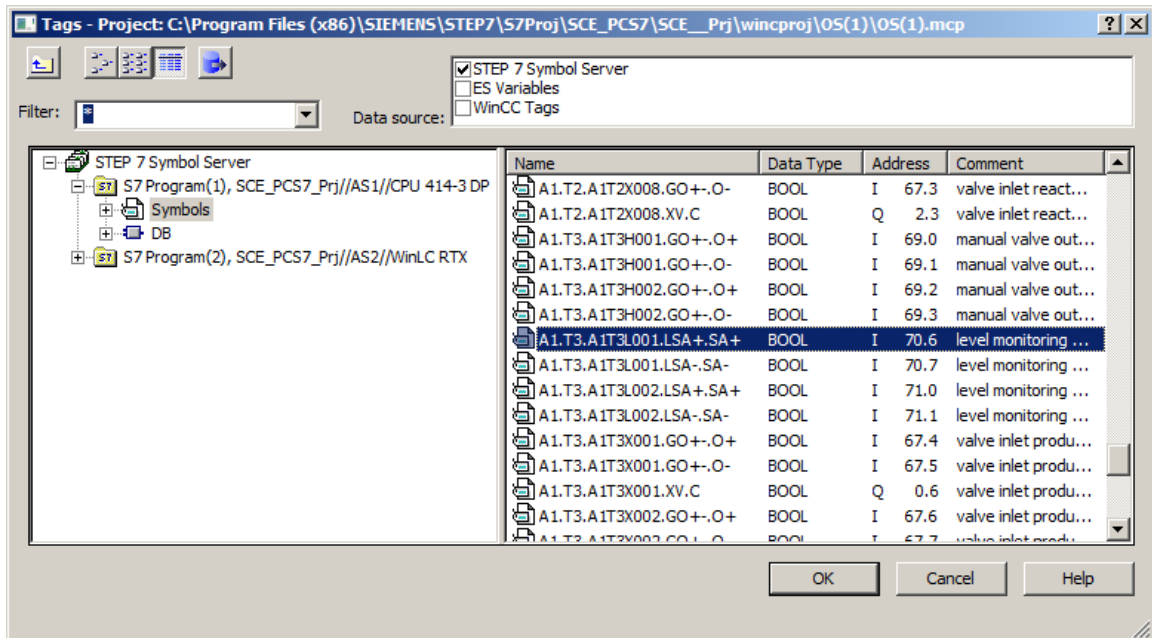 Tags - Project: C:\Program Files (x86)\SIEMENS\STEP7\S7Proj\SCE_PCS7\SCE__Prj\wincproj\OS(1)\OS(1).mcp
STEP 7 Symbol Server
ES Variables
WinCC Tags
Filter: *
Data source:
STEP 7 Symbol Server
S7 Program(1), SCE_PCS7_Prj//AS1//CPU 414-3 DP
Symbols
DB
S7 Program(2), SCE_PCS7_Prj//AS2//WinLC RTX
Name Data Type Address Comment
A1.T2.A1T2X008.GO+-.O- BOOL I 67.3 valve inlet react...
A1.T2.A1T2X008.XV.C BOOL Q 2.3 valve inlet react...
A1.T3.A1T3H001.GO+-.O+ BOOL I 69.0 manual valve out...
A1.T3.A1T3H001.GO+-.O- BOOL I 69.1 manual valve out...
A1.T3.A1T3H002.GO+-.O+ BOOL I 69.2 manual valve out...
A1.T3.A1T3H002.GO+-.O- BOOL I 69.3 manual valve out...
A1.T3.A1T3L001.LSA+.SA+ BOOL I 70.6 level monitoring ...
A1.T3.A1T3L001.LSA-.SA- BOOL I 70.7 level monitoring ...
A1.T3.A1T3L002.LSA+.SA+ BOOL I 71.0 level monitoring ...
A1.T3.A1T3L002.LSA-.SA- BOOL I 71.1 level monitoring ...
A1.T3.A1T3X001.GO+-.O+ BOOL I 67.4 valve inlet produ...
A1.T3.A1T3X001.GO+-.O- BOOL I 67.5 valve inlet produ...
A1.T3.A1T3X001.XV.C BOOL Q 0.6 valve inlet produ...
A1.T3.A1T3X002.GO+-.O+ BOOL I 67.6 valve inlet produ...
A1.T3.A1T3X002.GO+-.O- BOOL I 67.7 valve inlet produ...
OK Cancel Help